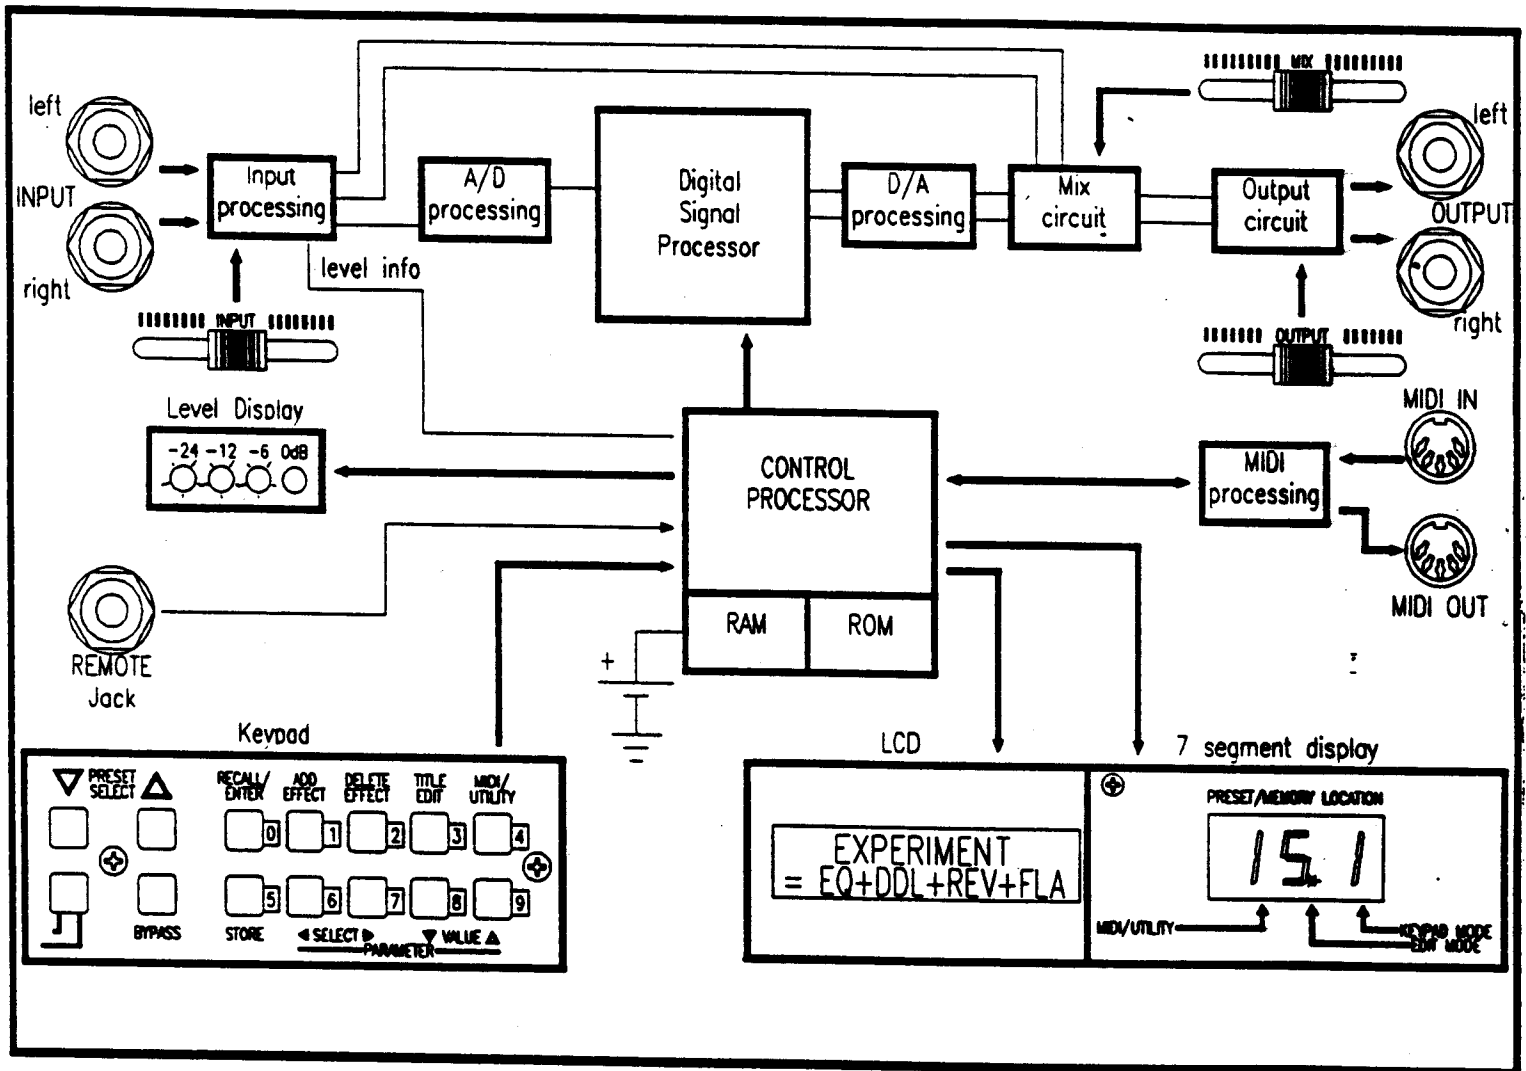 left
INPUT
right
Input
processing
level info
INPUT
A/D
processing
Digital
Signal
Processor
D/A
processing
Mix
circuit
MIX
Output
circuit
left
OUTPUT
right
OUTPUT
Level Display
-24 -12 -6 0dB
CONTROL
PROCESSOR
RAM
ROM
+
MIDI
processing
MIDI IN
MIDI OUT
REMOTE
Jack
Keypad
PRESET
SELECT
RECALL/
ENTER
ADD
EFFECT
DELETE
EFFECT
TITLE
EDIT
MIDI/
UTILITY
0 1 2 3 4
5 6 7 8 9
BYPASS
STORE
SELECT
VALUE
PARAMETER
LCD
EXPERIMENT
= EQ+DDL+REV+FLA
7 segment display
PRESET/MEMORY LOCATION
15.1
MIDI/UTILITY
KEYPAD MODE
EDIT MODE